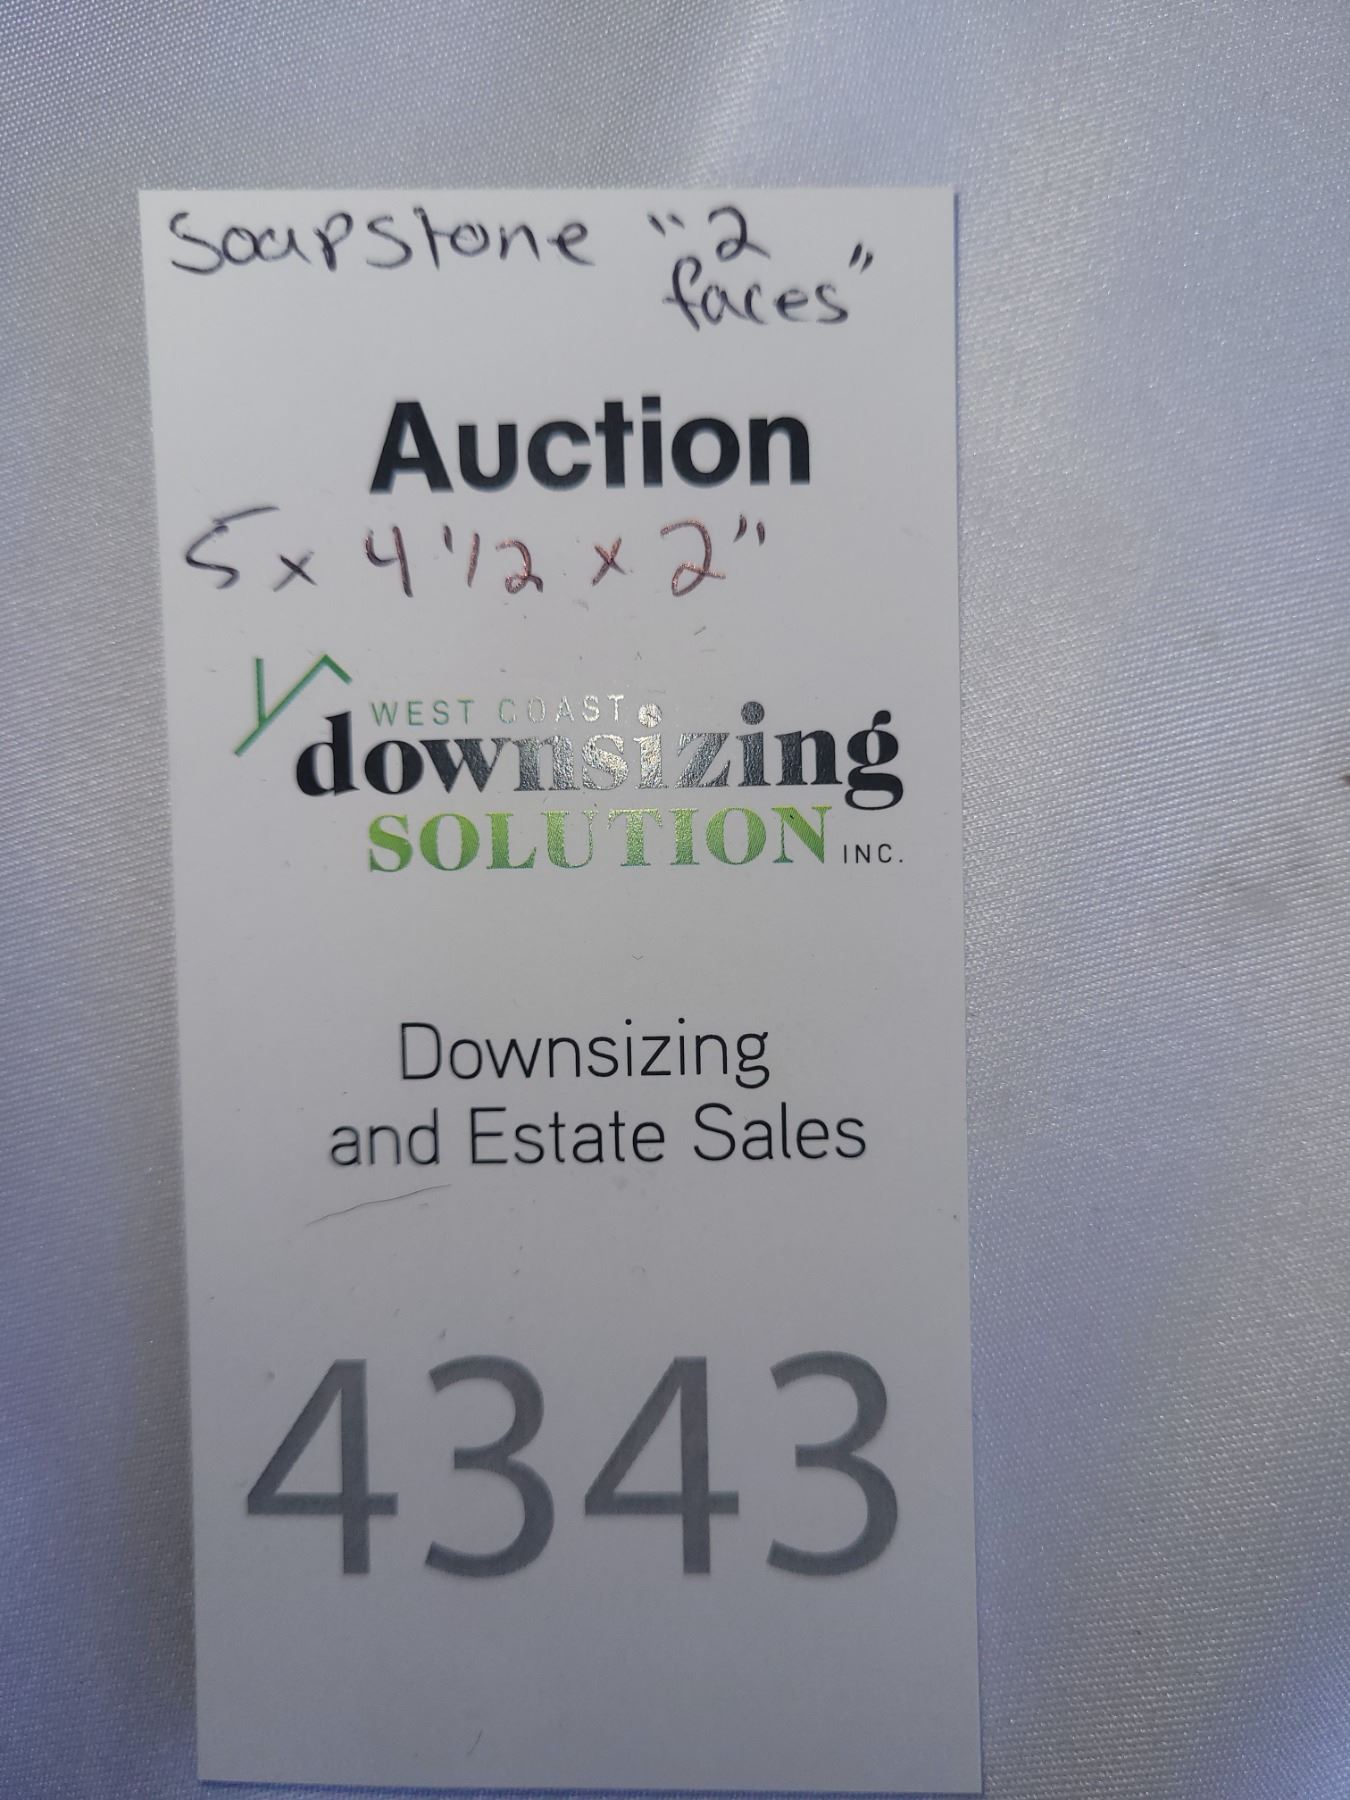 Soapstone "2
faces"
Auction
5 x 4 1/2 x 2"
WEST COAST
downsizing
SOLUTION INC.
Downsizing
and Estate Sales
4343